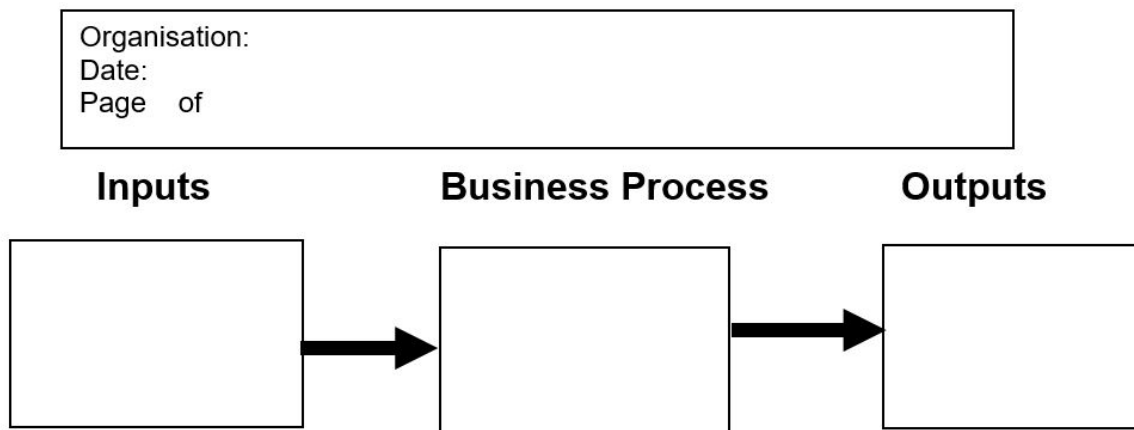 Organisation:
Date:
Page of
Inputs Business Process Outputs